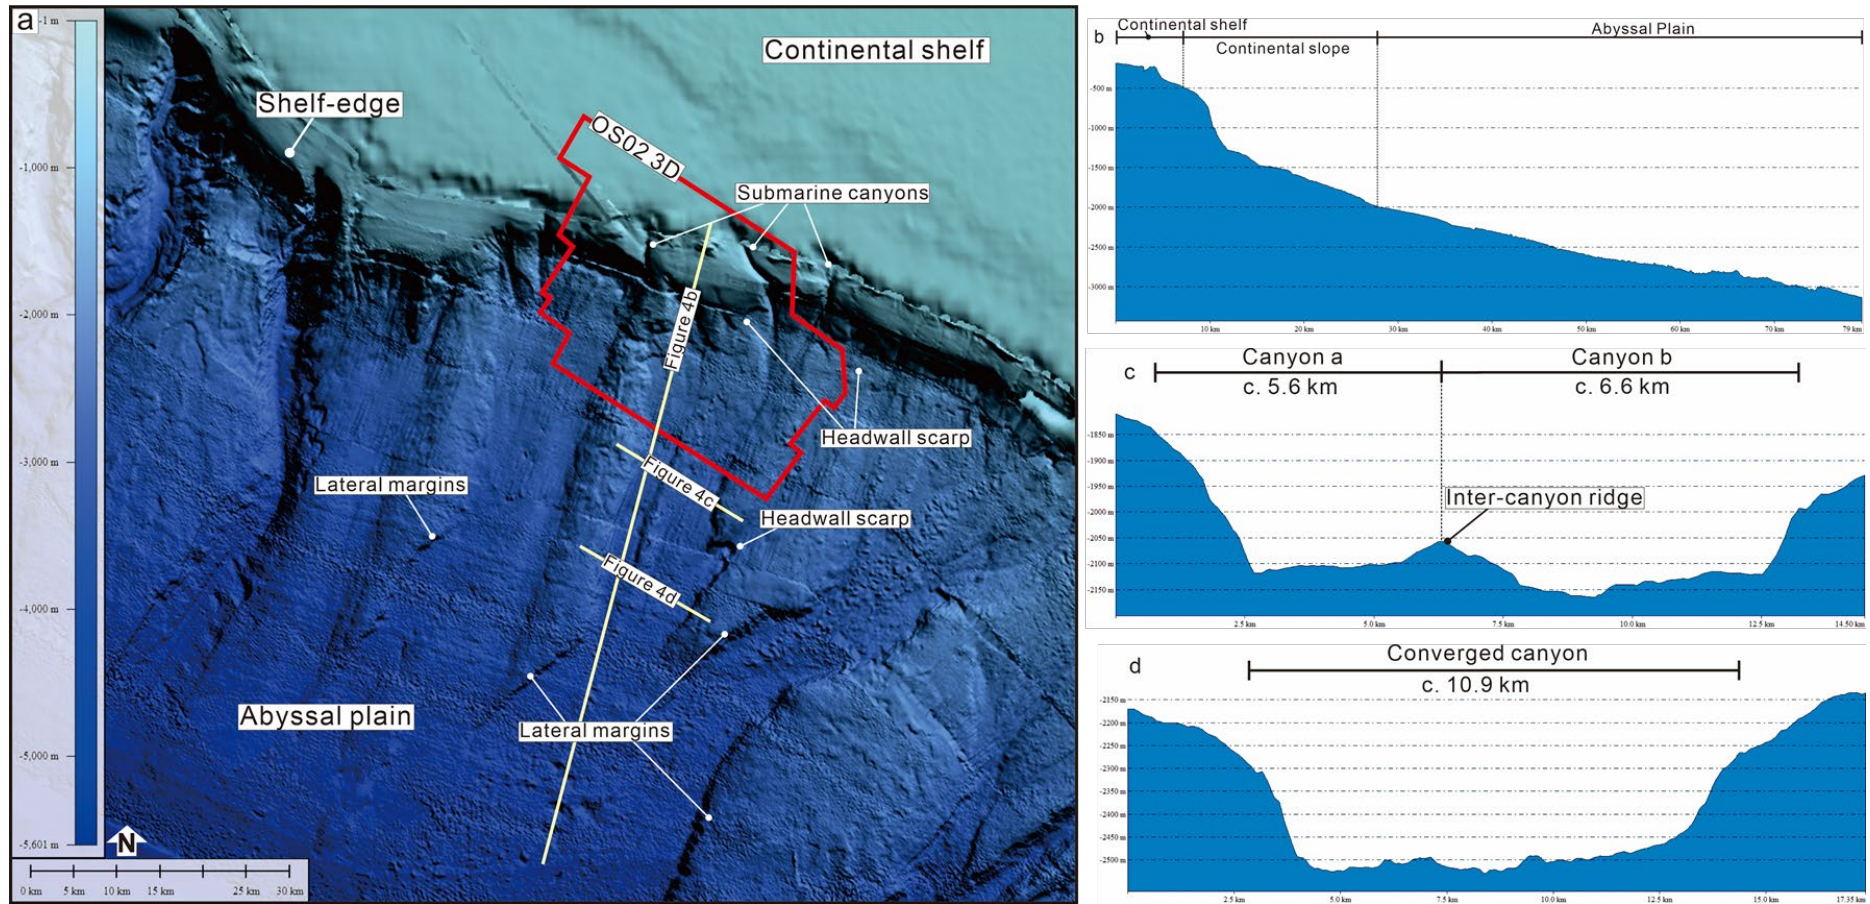 a
-1 m
-1,000 m
-2,000 m
-3,000 m
-4,000 m
-5,000 m
-5,601 m
Continental shelf
Shelf-edge
OS02 3D
Submarine canyons
Figure 4b
Headwall scarp
Figure 4c
Lateral margins
Headwall scarp
Figure 4d
Abyssal plain
Lateral margins
N
0 km 5 km 10 km 15 km 25 km 30 km
b
Continental shelf
Continental slope
Abyssal Plain
-500 m
-1000 m
-1500 m
-2000 m
-2500 m
-3000 m
10 km 20 km 30 km 40 km 50 km 60 km 70 km 79 km
c
Canyon a
c. 5.6 km
Canyon b
c. 6.6 km
Inter-canyon ridge
-1850 m
-1900 m
-1950 m
-2000 m
-2050 m
-2100 m
-2150 m
2.5 km 5.0 km 7.5 km 10.0 km 12.5 km 14.50 km
d
Converged canyon
c. 10.9 km
-2150 m
-2200 m
-2250 m
-2300 m
-2350 m
-2400 m
-2450 m
-2500 m
2.5 km 5.0 km 7.5 km 10.0 km 12.5 km 15.0 km 17.35 km